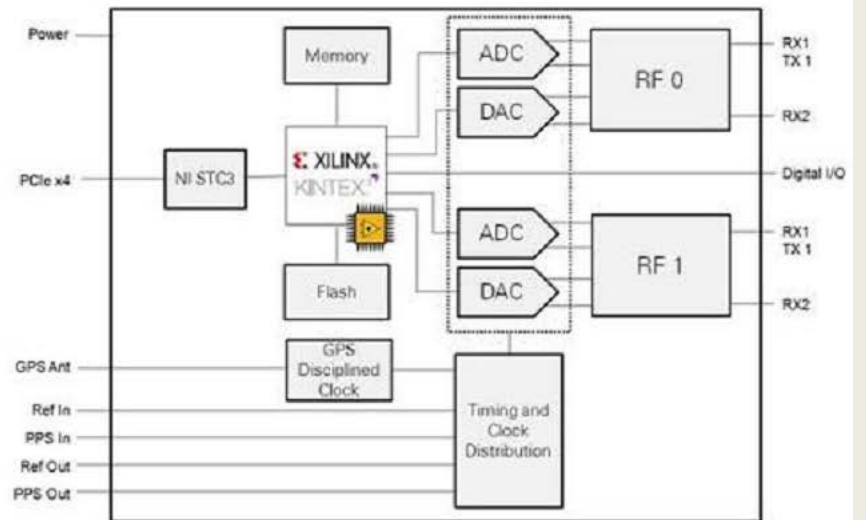 Power
Memory
ADC
RF 0
RX1
TX 1
DAC
RX2
XILINX®
KINTEX
PCIe x4
NI STC3
Digital I/O
ADC
RF 1
RX1
TX 1
Flash
DAC
RX2
GPS Ant
GPS
Disciplined
Clock
Ref In
PPS In
Ref Out
PPS Out
Timing and
Clock
Distribution